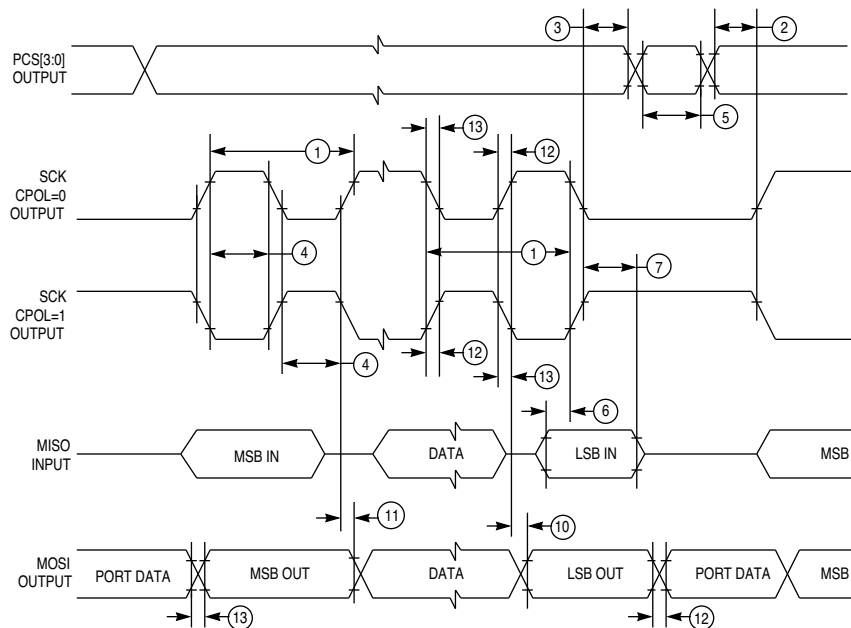 3
2
PCS[3:0]
OUTPUT
5
13
12
1
SCK
CPOL=0
OUTPUT
4
1
7
SCK
CPOL=1
OUTPUT
4
12
13
6
MISO
INPUT
MSB IN
DATA
LSB IN
MSB
11
10
MOSI
OUTPUT
PORT DATA
MSB OUT
DATA
LSB OUT
PORT DATA
MSB
13
12